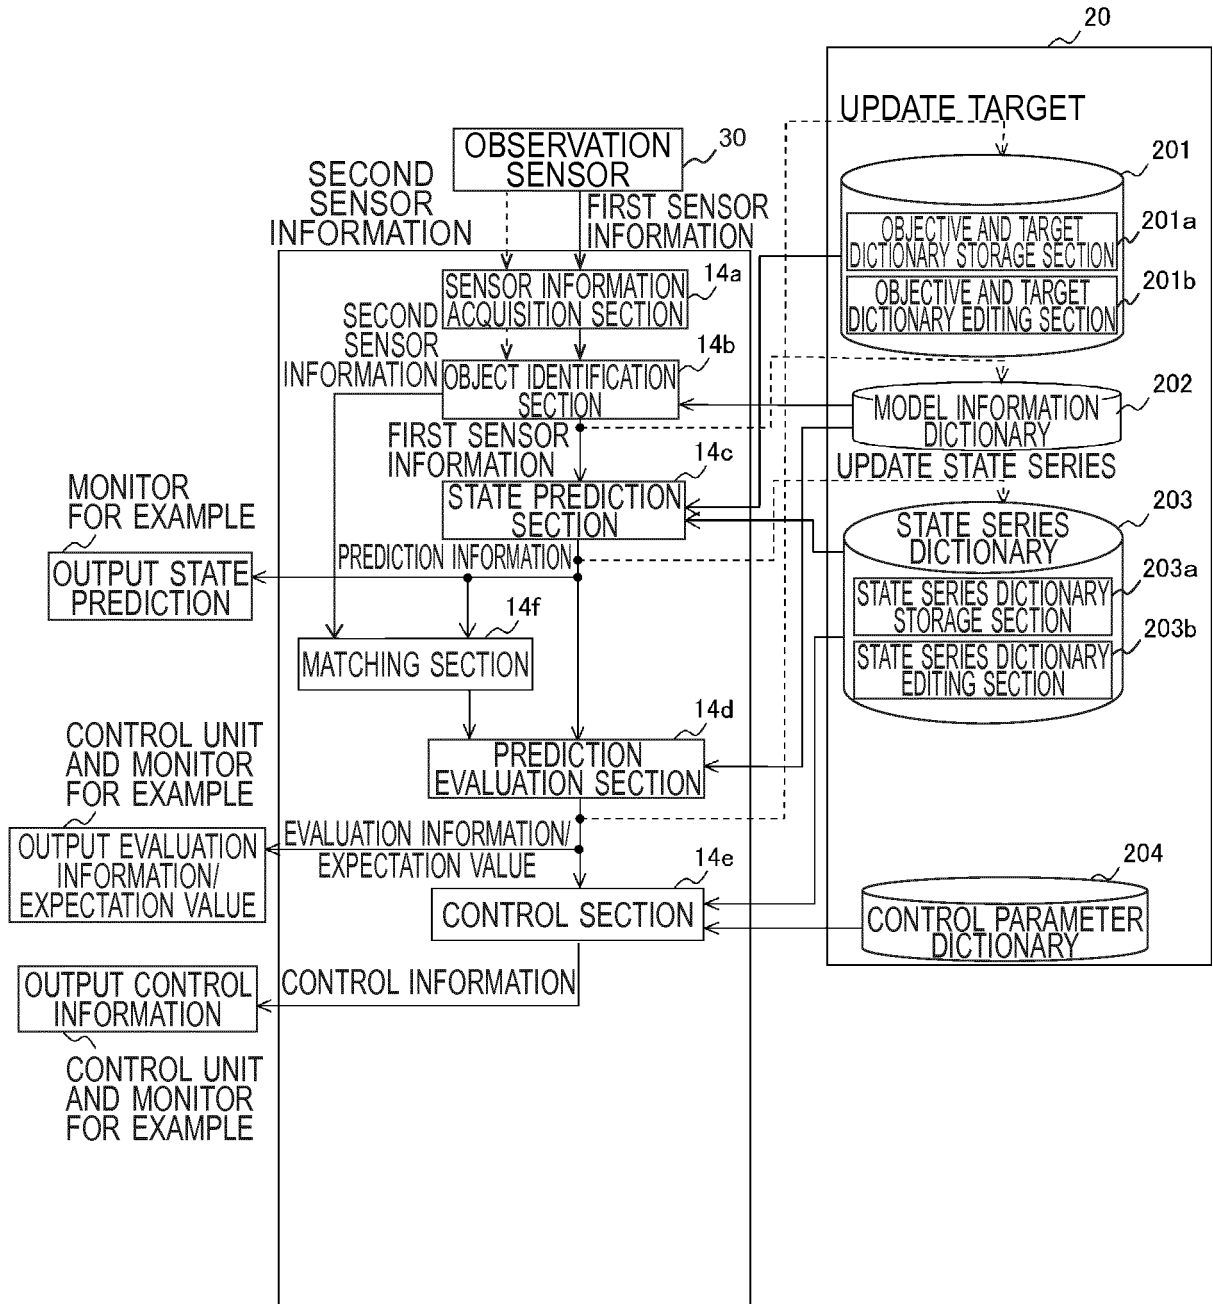 20
UPDATE TARGET
OBSERVATION
SENSOR
30
SECOND
SENSOR
INFORMATION
FIRST SENSOR
INFORMATION
201
OBJECTIVE AND TARGET
DICTIONARY STORAGE SECTION
201a
OBJECTIVE AND TARGET
DICTIONARY EDITING SECTION
201b
SENSOR INFORMATION
ACQUISITION SECTION
14a
SECOND
SENSOR
INFORMATION
OBJECT IDENTIFICATION
SECTION
14b
MODEL INFORMATION
DICTIONARY
202
FIRST SENSOR
INFORMATION
UPDATE STATE SERIES
STATE PREDICTION
SECTION
14c
MONITOR
FOR EXAMPLE
OUTPUT STATE
PREDICTION
PREDICTION INFORMATION
STATE SERIES
DICTIONARY
203
STATE SERIES DICTIONARY
STORAGE SECTION
203a
STATE SERIES DICTIONARY
EDITING SECTION
203b
14f
MATCHING SECTION
14d
PREDICTION
EVALUATION SECTION
CONTROL UNIT
AND MONITOR
FOR EXAMPLE
OUTPUT EVALUATION
INFORMATION/
EXPECTATION VALUE
EVALUATION INFORMATION/
EXPECTATION VALUE
14e
CONTROL SECTION
204
CONTROL PARAMETER
DICTIONARY
CONTROL INFORMATION
OUTPUT CONTROL
INFORMATION
CONTROL UNIT
AND MONITOR
FOR EXAMPLE